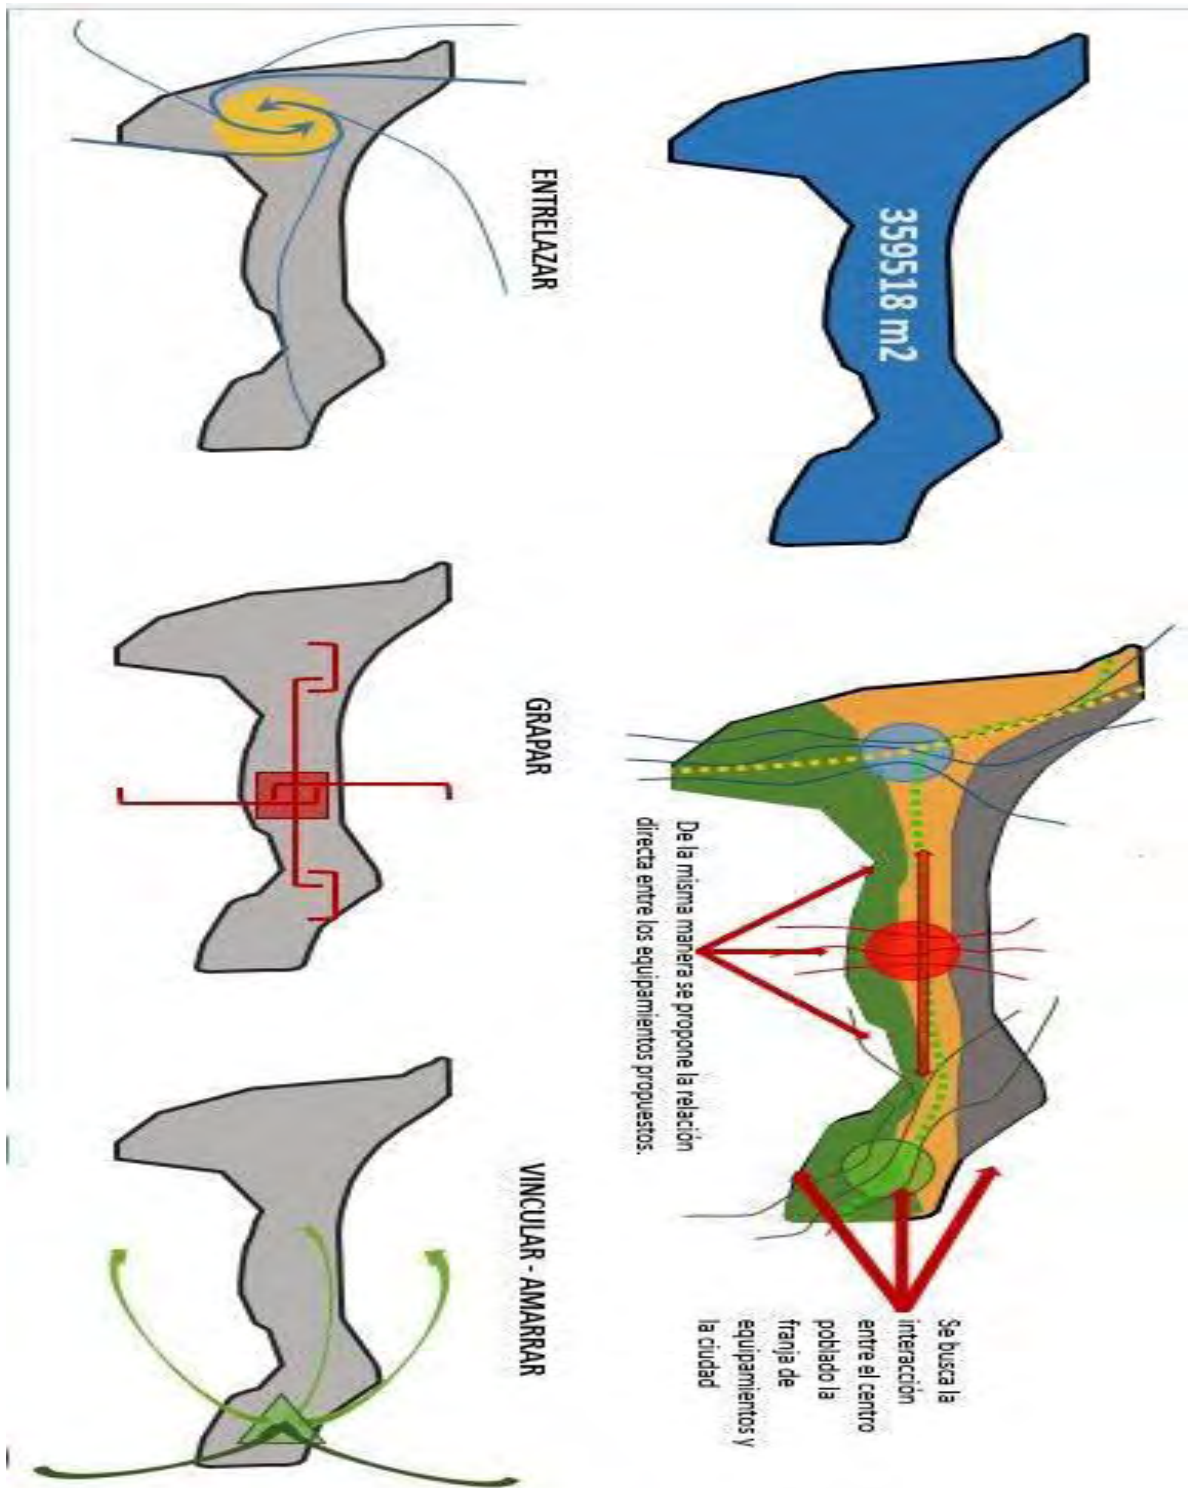 359518 m2
Se busca la
interacción
entre el centro
poblado la
franja de
equipamientos y
la ciudad
De la misma manera se propone la relación
directa entre los equipamientos propuestos.
ENTRELAZAR
GRAPAR
VINCULAR - AMARRAR